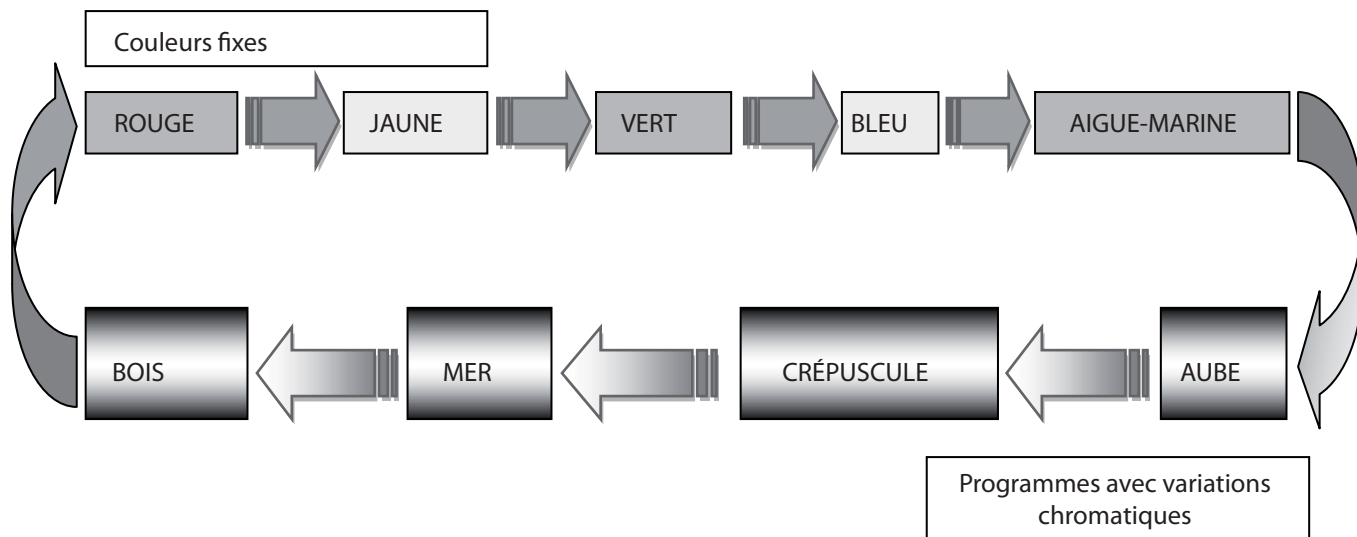 Couleurs fixes
ROUGE
JAUNE
VERT
BLEU
AIGUE-MARINE
BOIS
MER
CRÉPUSCULE
AUBE
Programmes avec variations
chromatiques